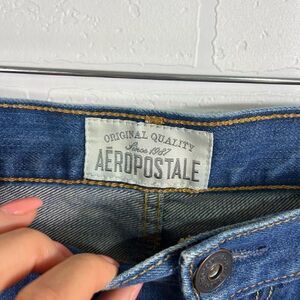 ORIGINAL QUALITY
Since 1987
AÉROPOSTALE